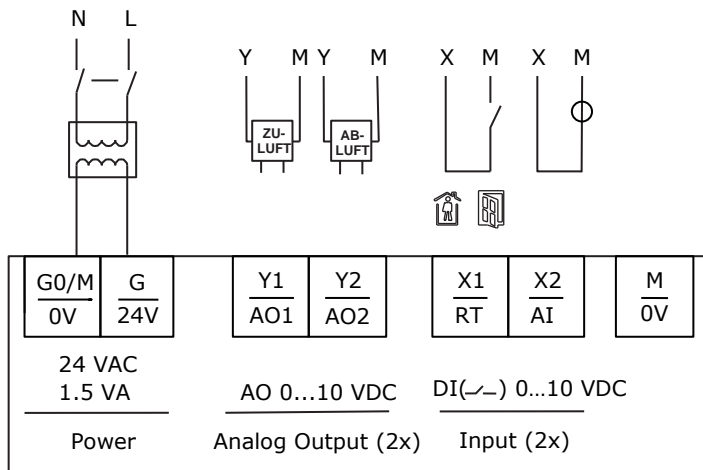 N L
Y M Y M X M X M
ZU-
LUFT
AB-
LUFT
G0/M G Y1 Y2 X1 X2 M
0V 24V AO1 AO2 RT AI 0V
24 VAC
1.5 VA AO 0...10 VDC DI( ) 0...10 VDC
Power Analog Output (2x) Input (2x)